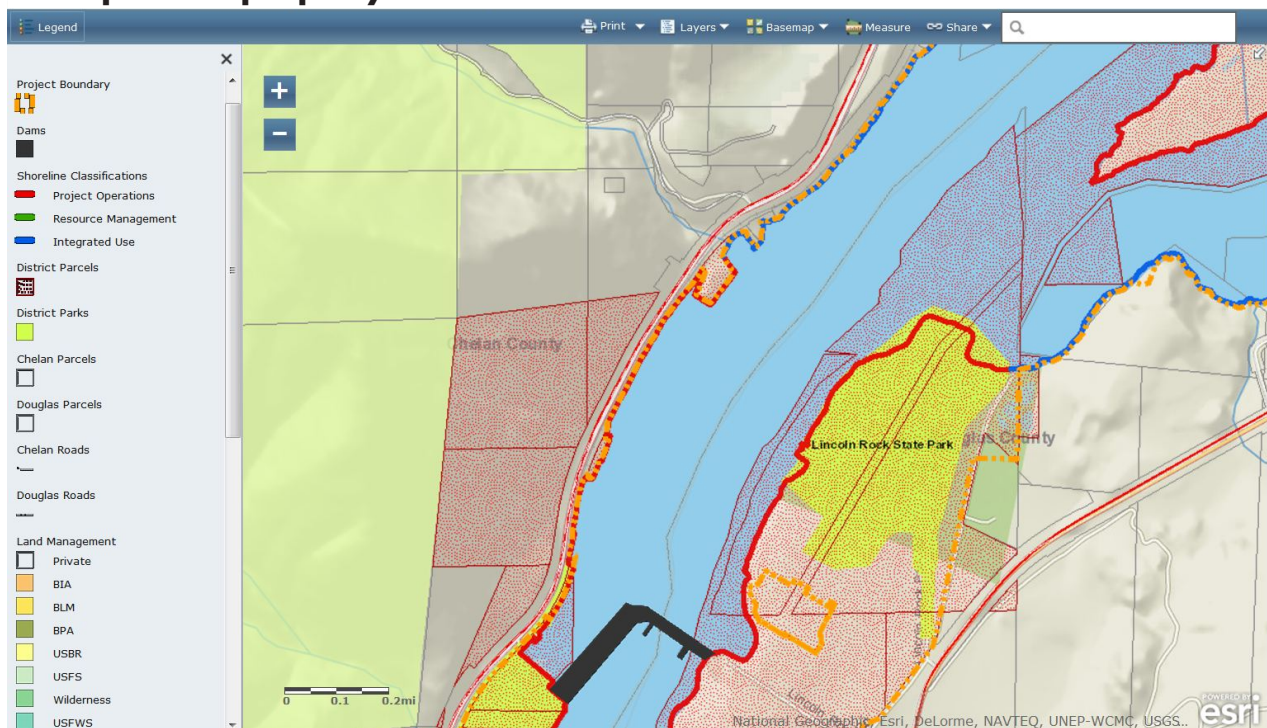 Legend
Print
Layers
Basemap
Measure
Share
Project Boundary
Dams
Shoreline Classifications
Project Operations
Resource Management
Integrated Use
District Parcels
District Parks
Chelan Parcels
Douglas Parcels
Chelan Roads
Douglas Roads
Land Management
Private
BIA
BLM
BPA
USBR
USFS
Wilderness
USFWS
+
−
Chelan County
Lincoln Rock State Park
glas County
0 0.1 0.2mi
National Geographic, Esri, DeLorme, NAVTEQ, UNEP-WCMC, USGS..
POWERED BY
esri